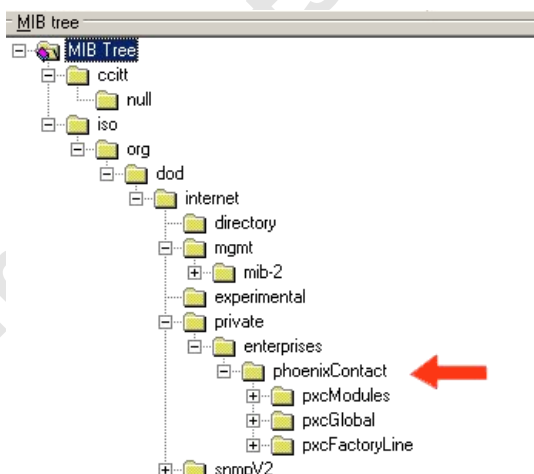 MIB tree
MIB Tree
ccitt
null
iso
org
dod
internet
directory
mgmt
mib-2
experimental
private
enterprises
phoenixContact
pxcModules
pxcGlobal
pxcFactoryLine
snmpV2